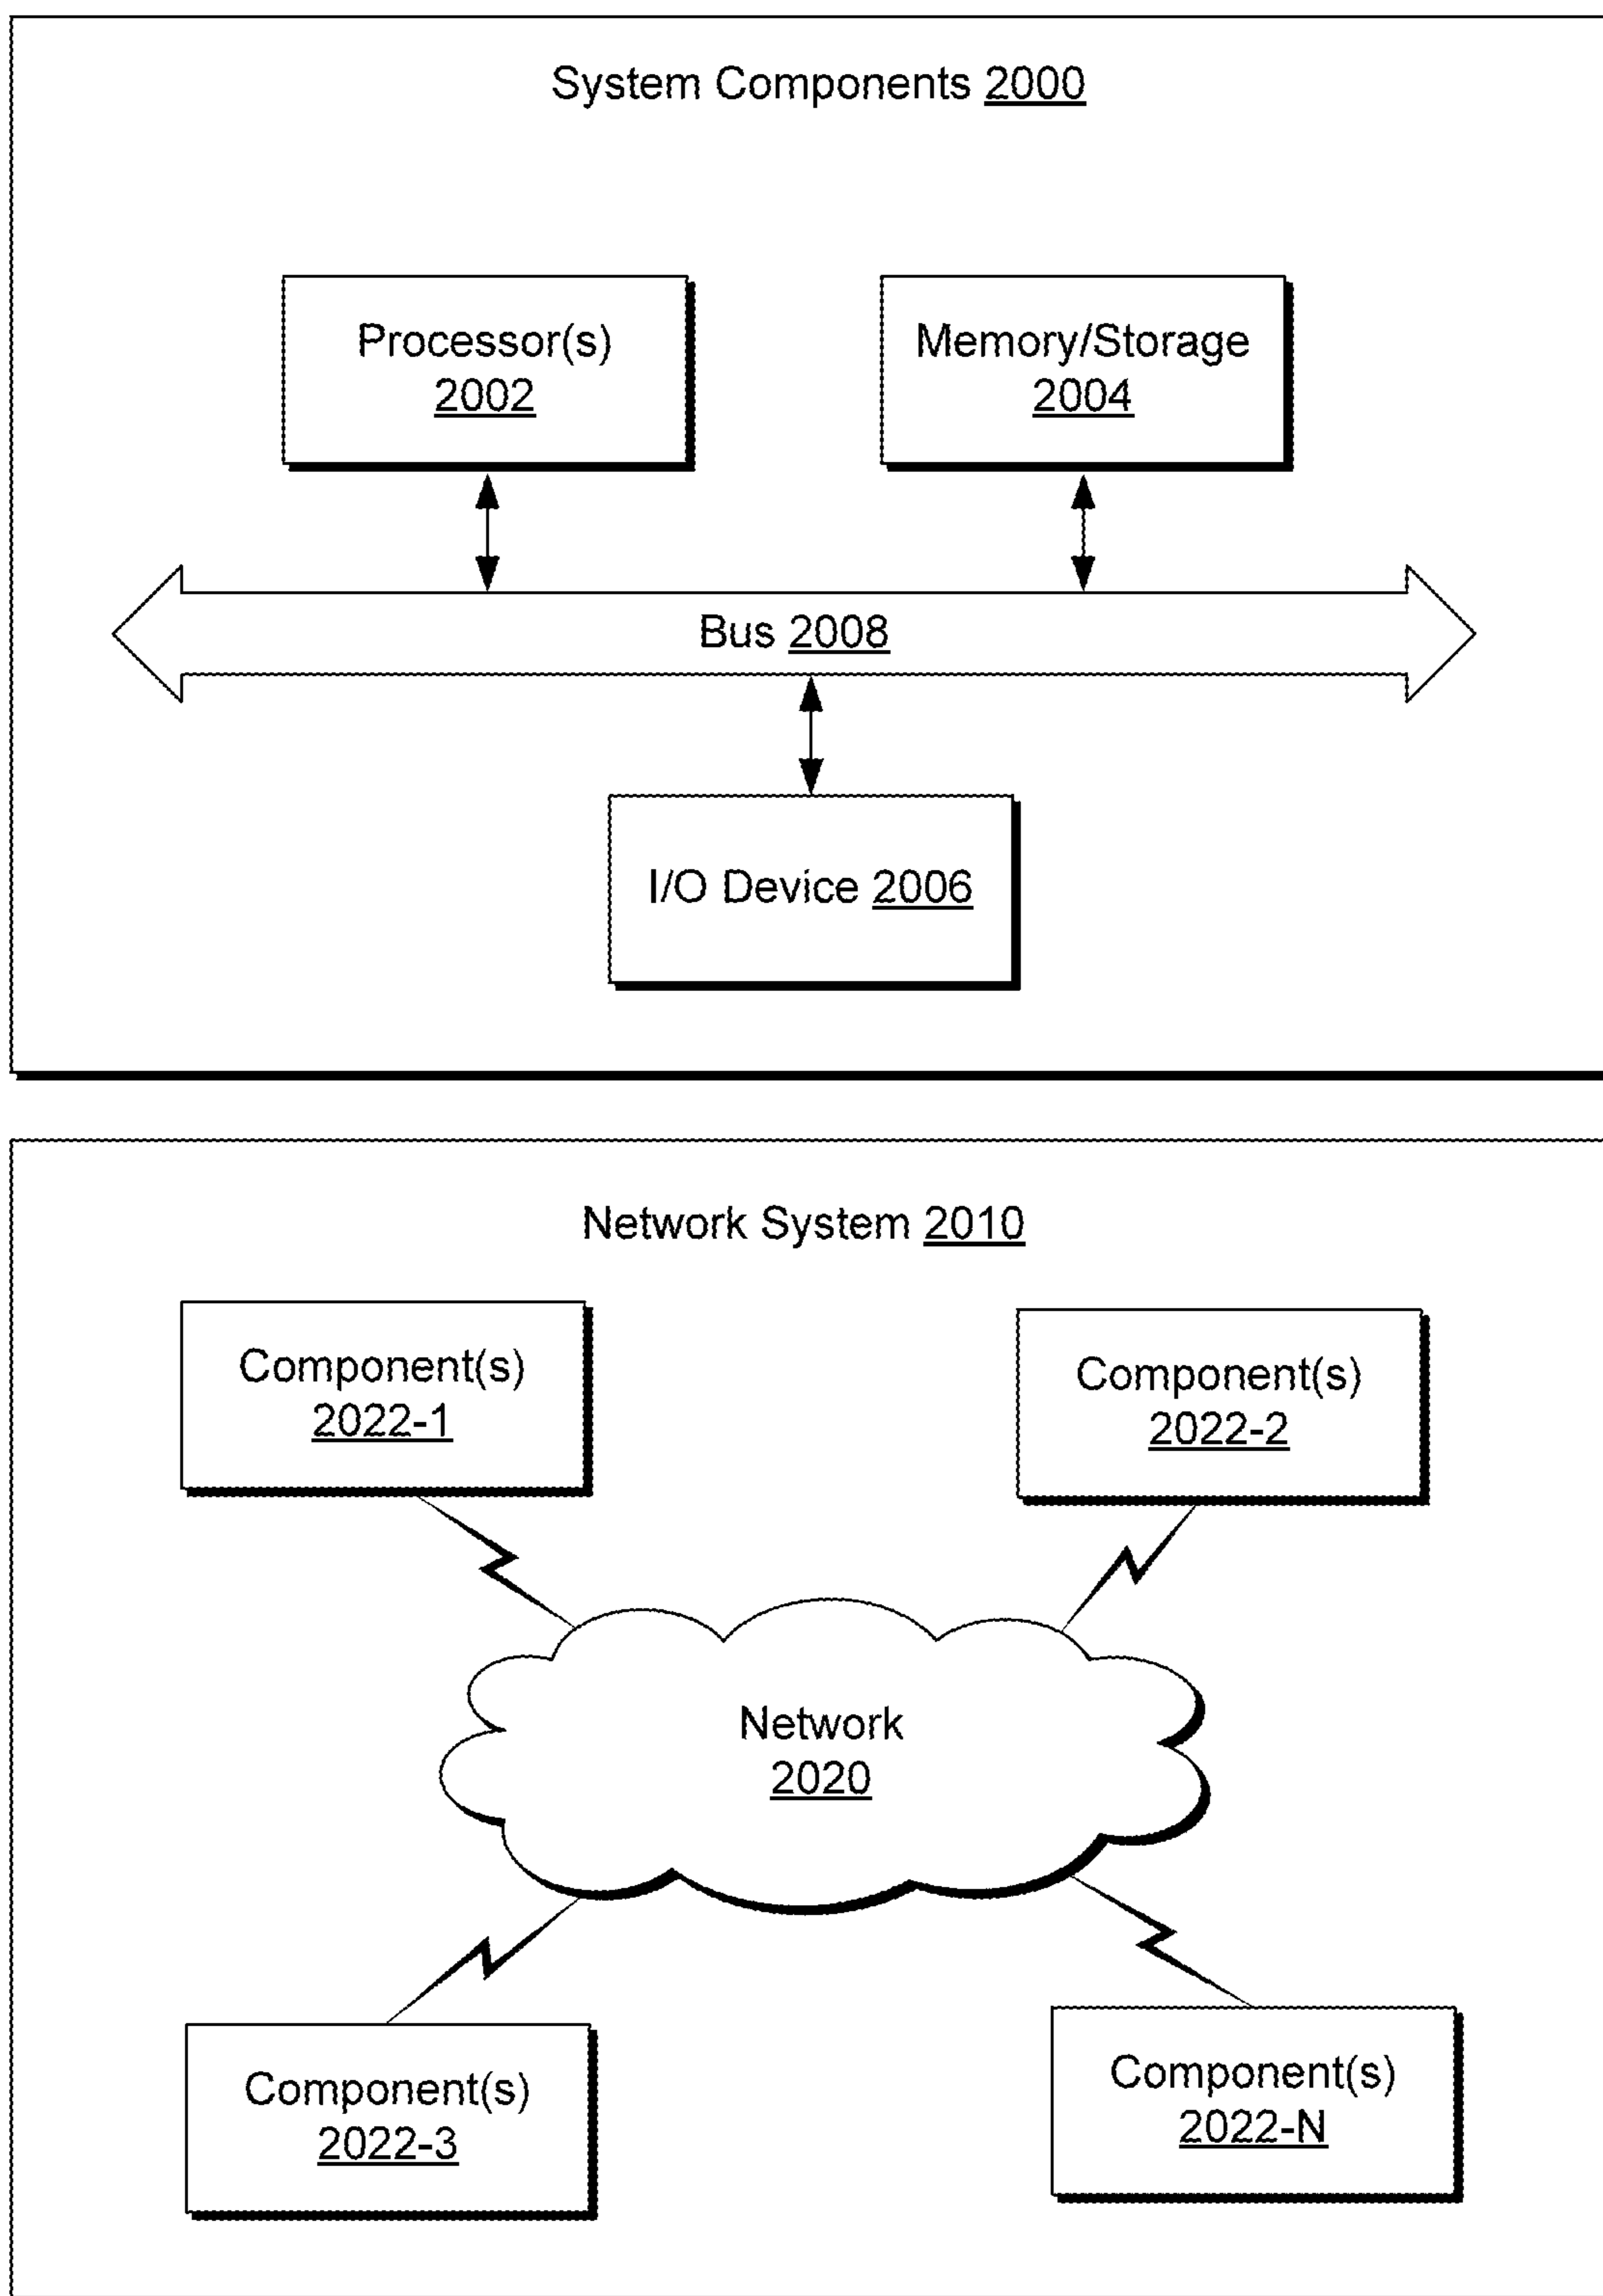 System Components 2000
Processor(s)
2002
Memory/Storage
2004
Bus 2008
I/O Device 2006
Network System 2010
Component(s)
2022-1
Component(s)
2022-2
Network
2020
Component(s)
2022-3
Component(s)
2022-N